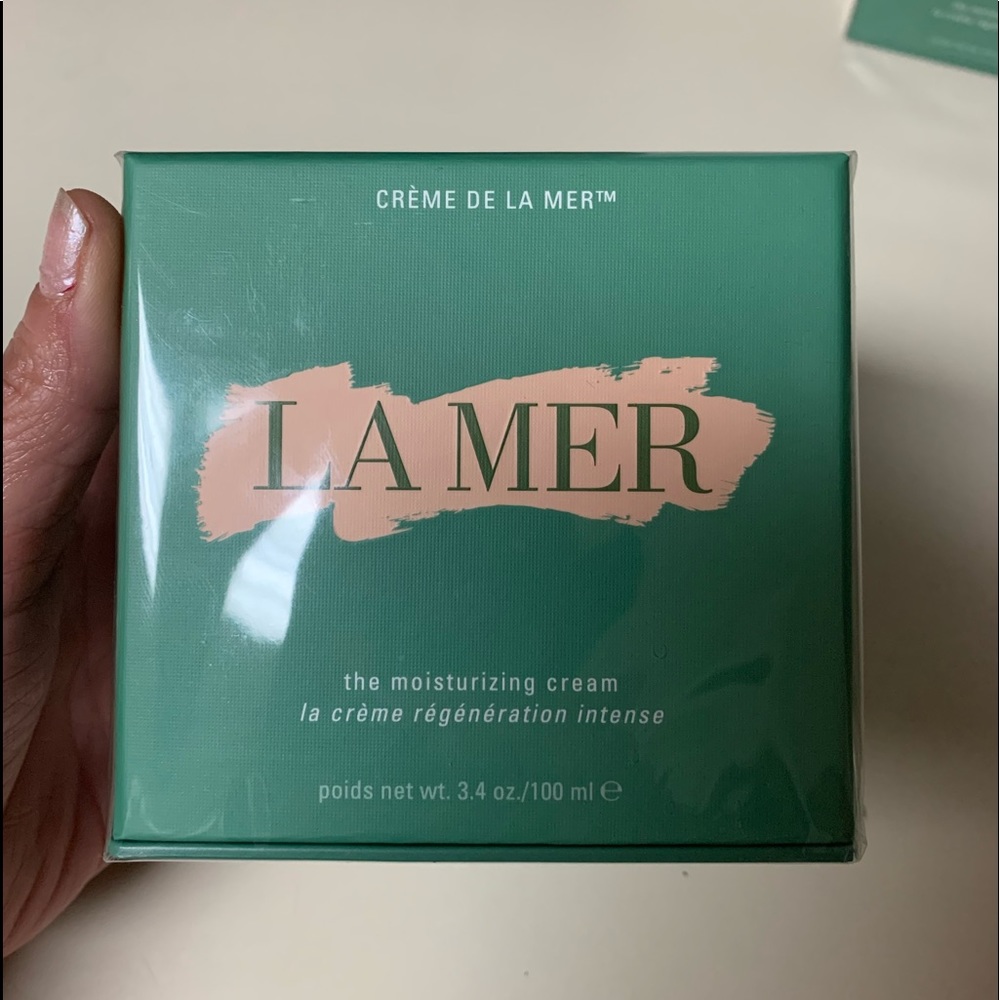 CRÈME DE LA MER™
LA MER
the moisturizing cream
la crème régénération intense
poids net wt. 3.4 oz./100 ml ℮